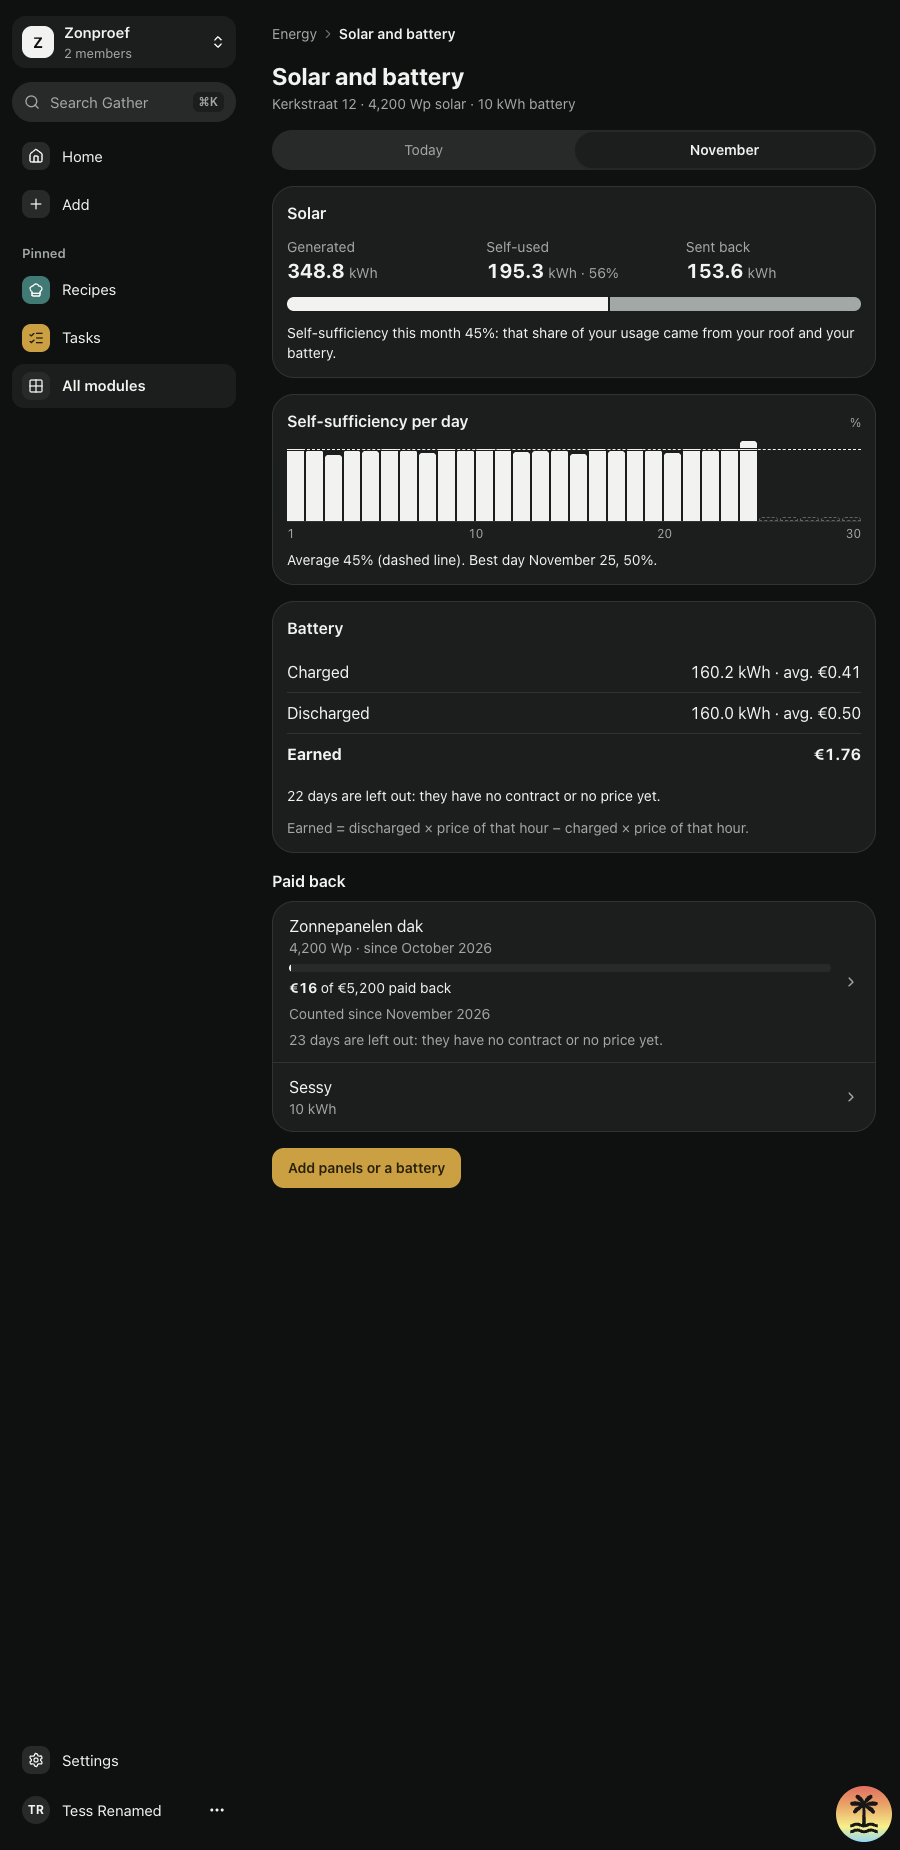 Z
Zonproef
2 members
Search Gather
⌘K
Home
Add
Pinned
Recipes
Tasks
All modules
Settings
TR
Tess Renamed
Energy
Solar and battery
Solar and battery
Kerkstraat 12 · 4,200 Wp solar · 10 kWh battery
Today
November
Solar
Generated
Self-used
Sent back
348.8 kWh
195.3 kWh · 56%
153.6 kWh
Self-sufficiency this month 45%: that share of your usage came from your roof and your
battery.
Self-sufficiency per day
%
1
10
20
30
Average 45% (dashed line). Best day November 25, 50%.
Battery
Charged
160.2 kWh · avg. €0.41
Discharged
160.0 kWh · avg. €0.50
Earned
€1.76
22 days are left out: they have no contract or no price yet.
Earned = discharged × price of that hour − charged × price of that hour.
Paid back
Zonnepanelen dak
4,200 Wp · since October 2026
€16 of €5,200 paid back
Counted since November 2026
23 days are left out: they have no contract or no price yet.
Sessy
10 kWh
Add panels or a battery